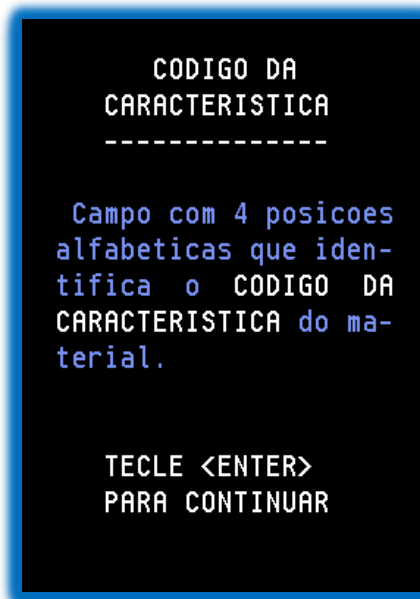 CODIGO DA
CARACTERISTICA
--------------
Campo com 4 posicoes
alfabeticas que iden-
tifica o CODIGO DA
CARACTERISTICA do ma-
terial.
TECLE <ENTER>
PARA CONTINUAR